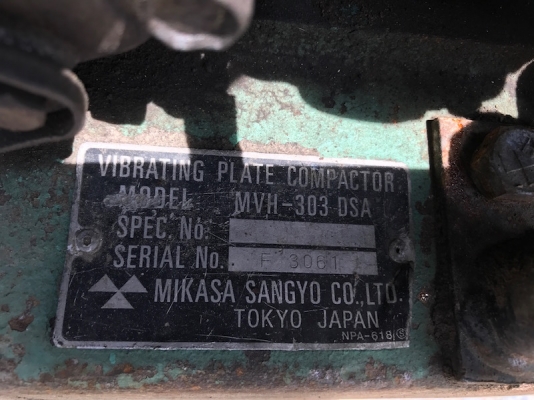 VIBRATING PLATE COMPACTOR
MODEL MVH-303 DSA
SPEC. No.
SERIAL No. F 3061
MIKASA SANGYO CO., LTD.
TOKYO JAPAN
NPA-618